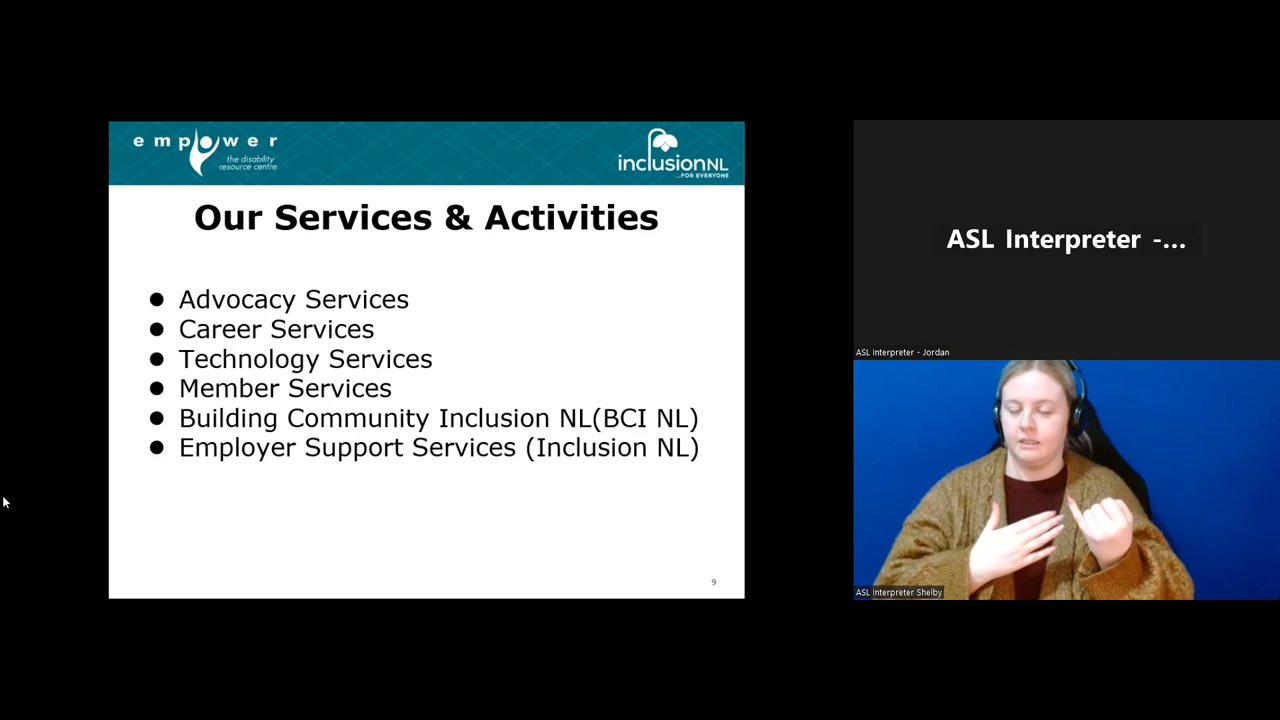 empower
the disability
resource centre
inclusionNL
...FOR EVERYONE
Our Services & Activities
● Advocacy Services
● Career Services
● Technology Services
● Member Services
● Building Community Inclusion NL(BCI NL)
● Employer Support Services (Inclusion NL)
9
ASL Interpreter -...
ASL Interpreter - Jordan
ASL Interpreter Shelby